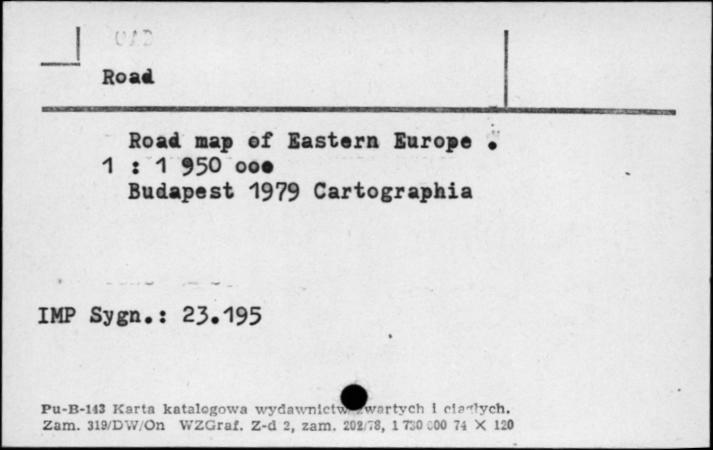 Road
Road map of Eastern Europe .
1 : 1 950 ooo
Budapest 1979 Cartographia
IMP Sygn.: 23.195
Pu-B-143 Karta katalogowa wydawnictw zwartych i ciągłych.
Zam. 319/DW/On WZGraf. Z-d 2, zam. 202/78, 1 730 000 74 × 120